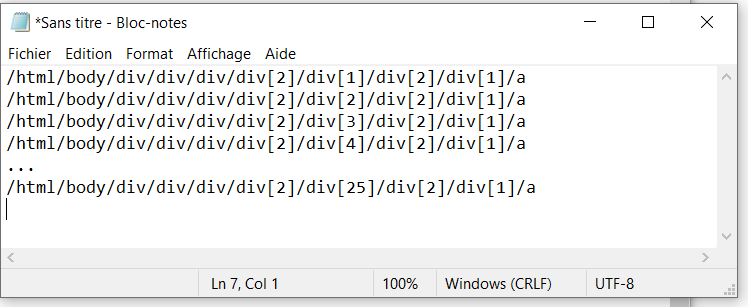 *Sans titre - Bloc-notes
Fichier Edition Format Affichage Aide
/html/body/div/div/div/div[2]/div[1]/div[2]/div[1]/a
/html/body/div/div/div/div[2]/div[2]/div[2]/div[1]/a
/html/body/div/div/div/div[2]/div[3]/div[2]/div[1]/a
/html/body/div/div/div/div[2]/div[4]/div[2]/div[1]/a
...
/html/body/div/div/div/div[2]/div[25]/div[2]/div[1]/a
Ln 7, Col 1 100% Windows (CRLF) UTF-8